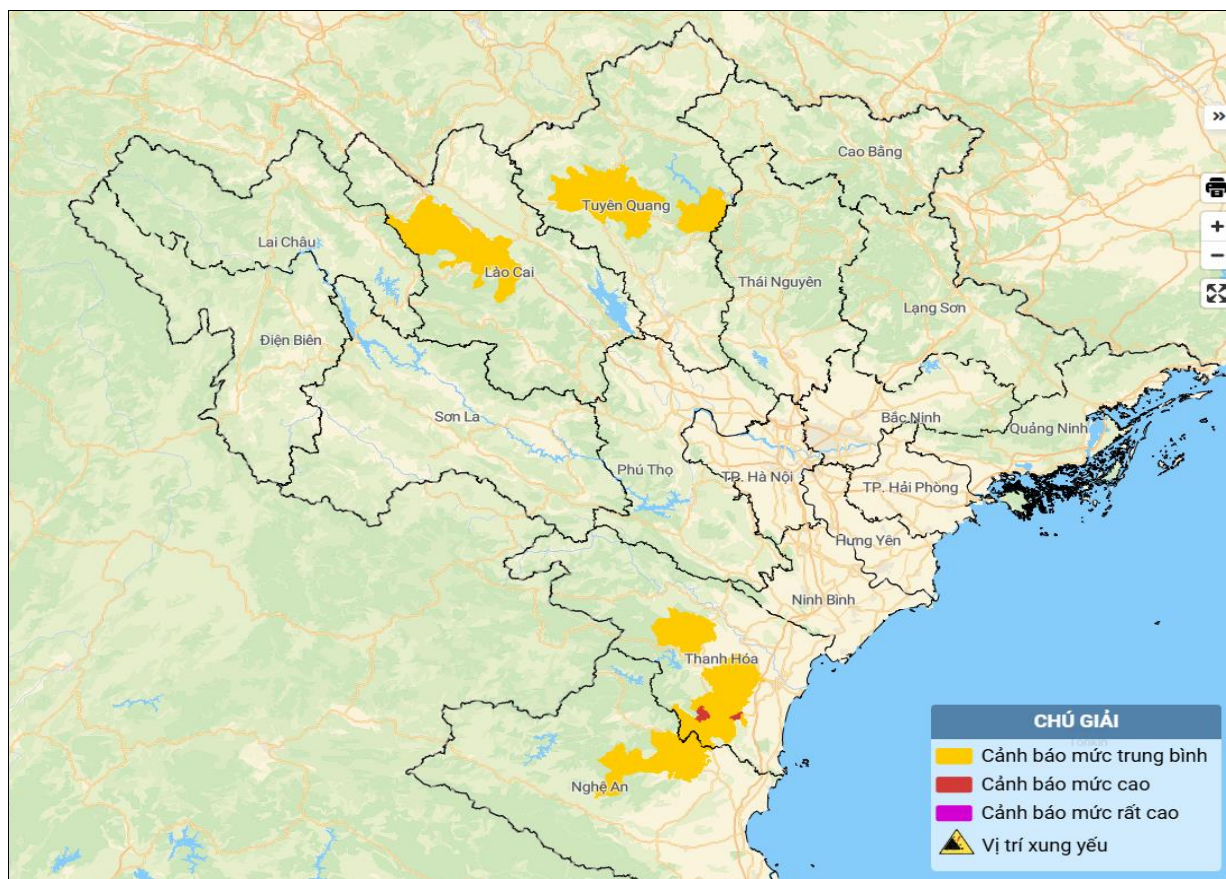 Cao Bằng
»
Tuyên Quang
+
Lai Châu
−
Lào Cai
Thái Nguyên
Lạng Sơn
Điện Biên
Sơn La
Bắc Ninh
Quảng Ninh
Phú Thọ
TP. Hà Nội
TP. Hải Phòng
Hưng Yên
Ninh Bình
Thanh Hóa
Nghệ An
CHÚ GIẢI
Cảnh báo mức trung bình
Cảnh báo mức cao
Cảnh báo mức rất cao
Vị trí xung yếu